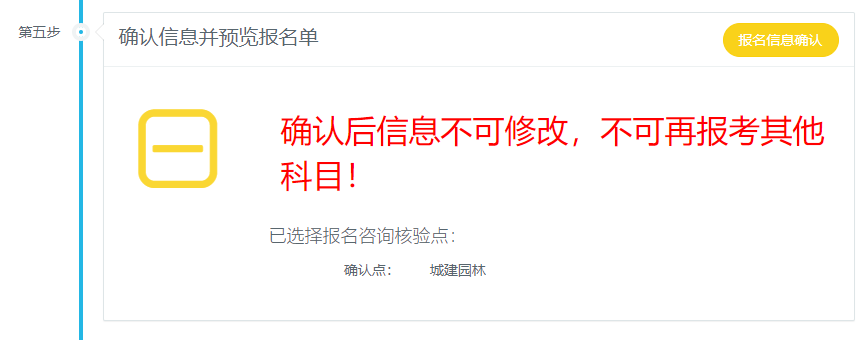 第五步
确认信息并预览报名单
报名信息确认
确认后信息不可修改，不可再报考其他
科目！
已选择报名咨询核验点：
确认点： 城建园林